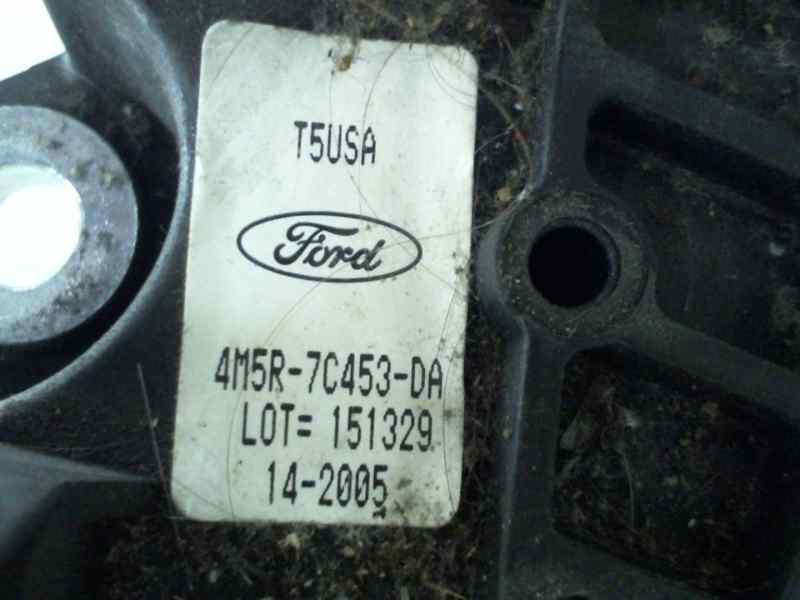 T5USA
Ford
4M5R-7C453-DA
LOT= 151329
14-2005